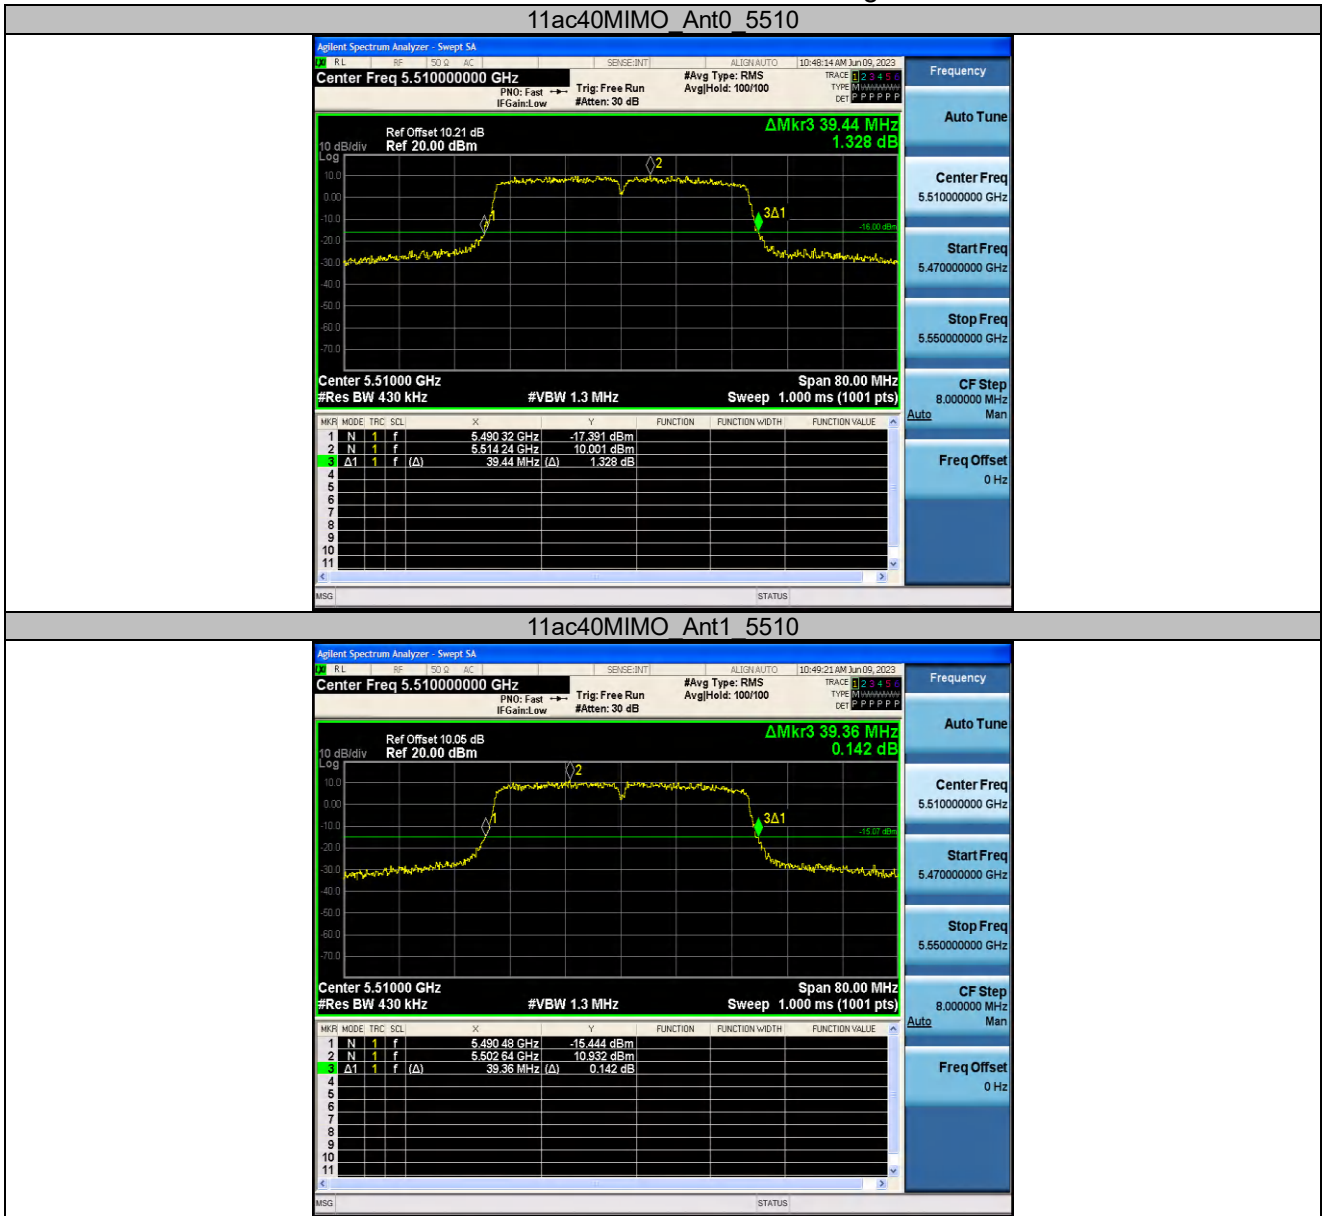 11ac40MIMO_Ant0_5510
Agilent Spectrum Analyzer - Swept SA
RL RF 50 Ω AC SENSE:INT ALIGN AUTO 10:48:14 AM Jun 09, 2023
Center Freq 5.510000000 GHz #Avg Type: RMS TRACE 1 2 3 4 5 6
PNO: Fast Trig: Free Run Avg|Hold: 100/100 TYPE M
IFGain:Low #Atten: 30 dB DET P P P P P P
Frequency
Auto Tune
ΔMkr3 39.44 MHz
Ref Offset 10.21 dB
10 dB/div Ref 20.00 dBm 1.328 dB
Log
10.0
0.00
-10.0
-20.0
-30.0
-40.0
-50.0
-60.0
-70.0
2
1
3Δ1
-16.00 dBm
Center Freq
5.510000000 GHz
Start Freq
5.470000000 GHz
Stop Freq
5.550000000 GHz
Center 5.51000 GHz Span 80.00 MHz
#Res BW 430 kHz #VBW 1.3 MHz Sweep 1.000 ms (1001 pts)
CF Step
8.000000 MHz
Auto Man
Freq Offset
0 Hz
MKR MODE TRC SCL X Y FUNCTION FUNCTION WIDTH FUNCTION VALUE
1 N 1 f 5.490 32 GHz -17.391 dBm
2 N 1 f 5.514 24 GHz 10.001 dBm
3 Δ1 1 f (Δ) 39.44 MHz (Δ) 1.328 dB
4
5
6
7
8
9
10
11
MSG STATUS
11ac40MIMO_Ant1_5510
Agilent Spectrum Analyzer - Swept SA
RL RF 50 Ω AC SENSE:INT ALIGN AUTO 10:49:21 AM Jun 09, 2023
Center Freq 5.510000000 GHz #Avg Type: RMS TRACE 1 2 3 4 5 6
PNO: Fast Trig: Free Run Avg|Hold: 100/100 TYPE M
IFGain:Low #Atten: 30 dB DET P P P P P P
Frequency
Auto Tune
ΔMkr3 39.36 MHz
Ref Offset 10.05 dB
10 dB/div Ref 20.00 dBm 0.142 dB
Log
10.0
0.00
-10.0
-20.0
-30.0
-40.0
-50.0
-60.0
-70.0
2
1
3Δ1
-15.07 dBm
Center Freq
5.510000000 GHz
Start Freq
5.470000000 GHz
Stop Freq
5.550000000 GHz
Center 5.51000 GHz Span 80.00 MHz
#Res BW 430 kHz #VBW 1.3 MHz Sweep 1.000 ms (1001 pts)
CF Step
8.000000 MHz
Auto Man
Freq Offset
0 Hz
MKR MODE TRC SCL X Y FUNCTION FUNCTION WIDTH FUNCTION VALUE
1 N 1 f 5.490 48 GHz -15.444 dBm
2 N 1 f 5.502 64 GHz 10.932 dBm
3 Δ1 1 f (Δ) 39.36 MHz (Δ) 0.142 dB
4
5
6
7
8
9
10
11
MSG STATUS